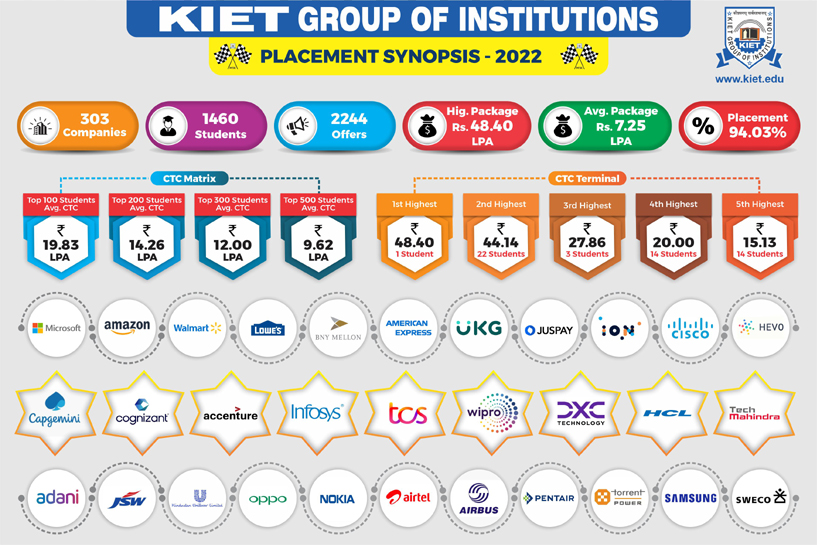 KIET GROUP OF INSTITUTIONS
PLACEMENT SYNOPSIS - 2022
KIET GROUP OF INSTITUTIONS
KIET
www.kiet.edu
303
Companies
1460
Students
2244
Offers
Hig. Package
Rs. 48.40
LPA
Avg. Package
Rs. 7.25
LPA
%
Placement
94.03%
CTC Matrix
Top 100 Students
Avg. CTC
₹
19.83
LPA
Top 200 Students
Avg. CTC
₹
14.26
LPA
Top 300 Students
Avg. CTC
₹
12.00
LPA
Top 500 Students
Avg. CTC
₹
9.62
LPA
CTC Terminal
1st Highest
₹
48.40
1 Student
2nd Highest
₹
44.14
22 Students
3rd Highest
₹
27.86
3 Students
4th Highest
₹
20.00
14 Students
5th Highest
₹
15.13
14 Students
Microsoft
amazon
Walmart
LOWE'S
BNY MELLON
AMERICAN
EXPRESS
UKG
JUSPAY
iON
CISCO
HEVO
Capgemini
cognizant
accenture
Infosys
tcs
wipro
DXC
TECHNOLOGY
HCL
Tech
Mahindra
adani
JSW
Hindustan Unilever Limited
oppo
NOKIA
airtel
AIRBUS
PENTAIR
torrent
POWER
SAMSUNG
SWECO